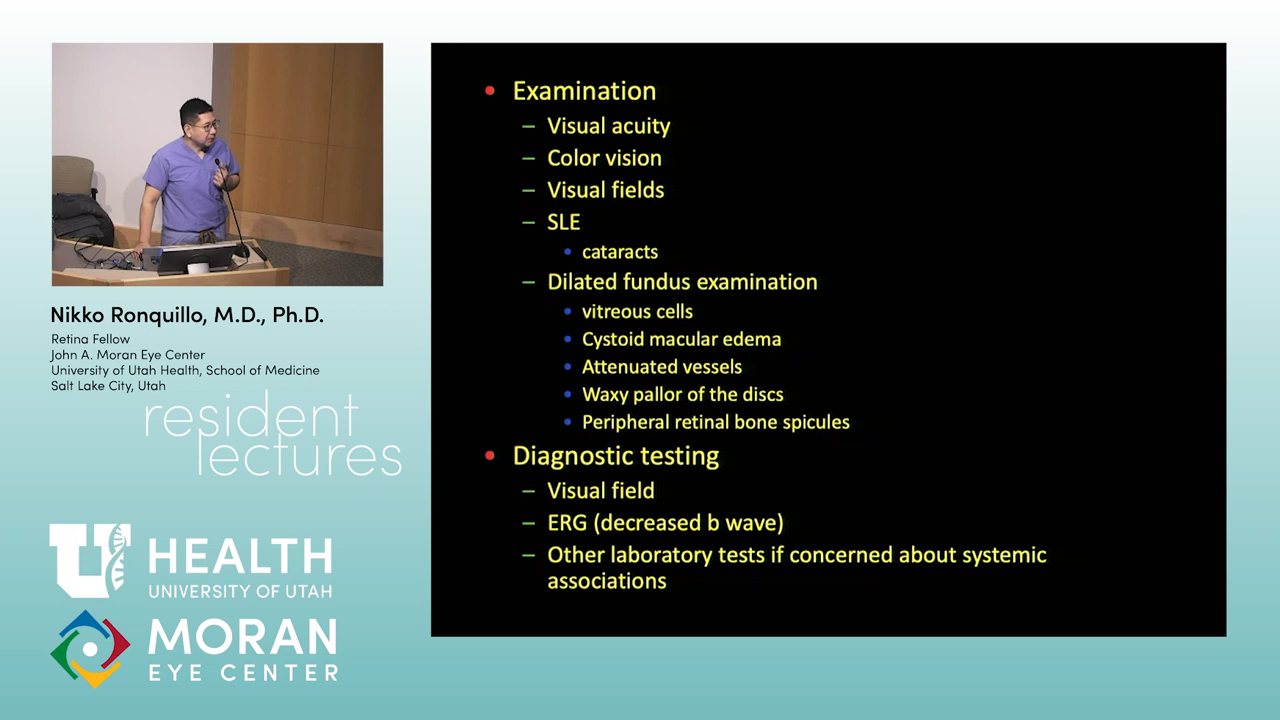 Examination
Visual acuity
Color vision
Visual fields
SLE
cataracts
Dilated fundus examination
vitreous cells
Cystoid macular edema
Attenuated vessels
Waxy pallor of the discs
Peripheral retinal bone spicules
Diagnostic testing
Visual field
ERG (decreased b wave)
Other laboratory tests if concerned about systemic
associations
Nikko Ronquillo, M.D., Ph.D.
Retina Fellow
John A. Moran Eye Center
University of Utah Health, School of Medicine
Salt Lake City, Utah
resident
lectures
U HEALTH
UNIVERSITY OF UTAH
MORAN
EYE CENTER